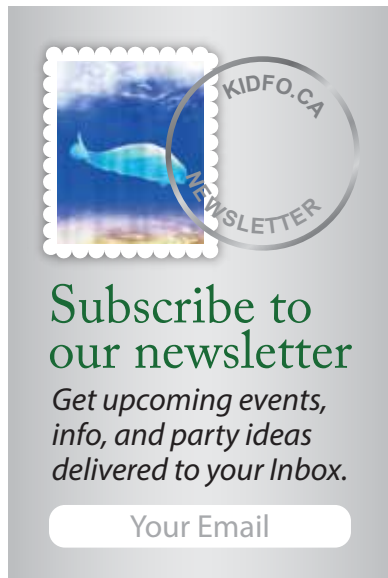 KIDFO.CA
NEWSLETTER
Subscribe to
our newsletter
Get upcoming events,
info, and party ideas
delivered to your Inbox.
Your Email